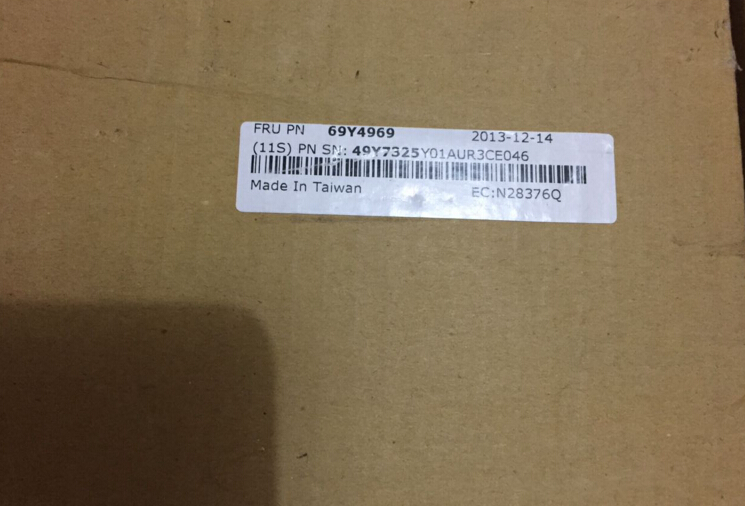 FRU PN 69Y4969 2013-12-14
(11S) PN SN: 49Y7325Y01AUR3CE046
Made In Taiwan EC:N28376Q